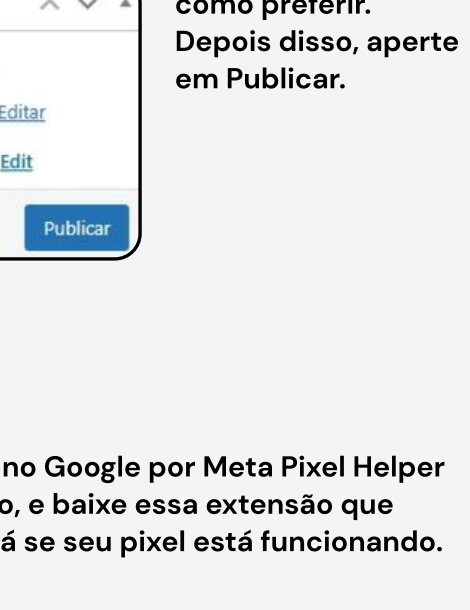 como preferir.
Depois disso, aperte
em Publicar.
Editar
Edit
Publicar
no Google por Meta Pixel Helper
o, e baixe essa extensão que
á se seu pixel está funcionando.